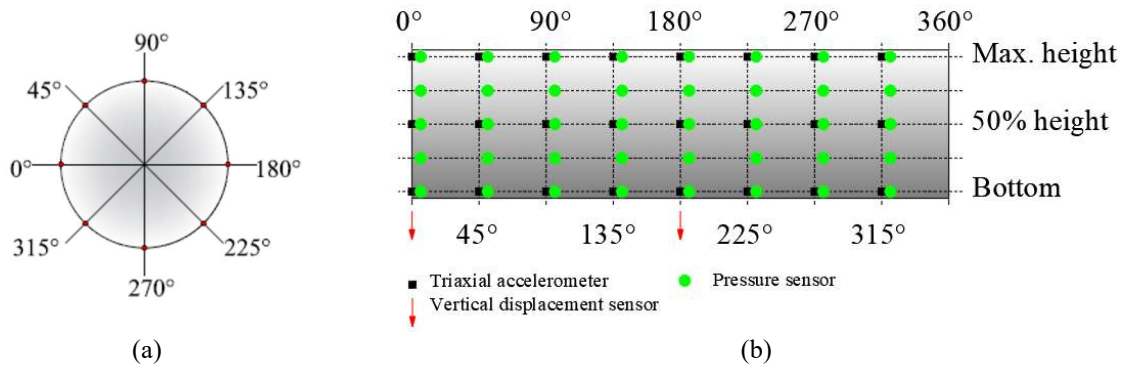 90°
45°
135°
0°
180°
315°
225°
270°
(a)
0° 90° 180° 270° 360°
Max. height
50% height
Bottom
45° 135° 225° 315°
Triaxial accelerometer
Pressure sensor
Vertical displacement sensor
(b)